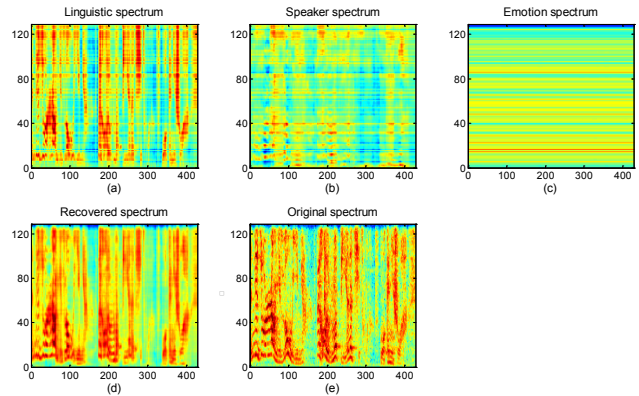 Linguistic spectrum
Speaker spectrum
Emotion spectrum
120
80
40
0
0 100 200 300 400
(a)
120
80
40
0
0 100 200 300 400
(b)
120
80
40
0
0 100 200 300 400
(c)
Recovered spectrum
Original spectrum
120
80
40
0
0 100 200 300 400
(d)
120
80
40
0
0 100 200 300 400
(e)